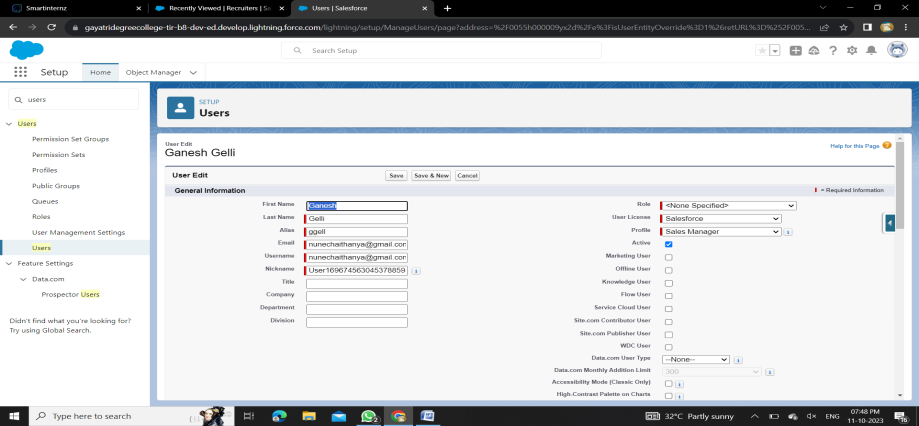 Smartinternz
Recently Viewed | Recruiters | Sa
Users | Salesforce
gayatridegreecollege-tir-b8-dev-ed.develop.lightning.force.com/lightning/setup/ManageUsers/page?address=%2F0055h000009yx2d%2Fe%3FisUserEntityOverride%3D1%26retURL%3D%252F005...
Search Setup
Setup
Home
Object Manager
users
SETUP
Users
Users
Permission Set Groups
Permission Sets
Profiles
Public Groups
Queues
Roles
User Management Settings
Users
Feature Settings
Data.com
Prospector Users
Didn't find what you're looking for?
Try using Global Search.
User Edit
Ganesh Gelli
Help for this Page
User Edit
Save
Save & New
Cancel
General Information
= Required Information
First Name Ganesh
Last Name Gelli
Alias ggell
Email nunechaithanya@gmail.con
Username nunechaithanya@gmail.con
Nickname User169674563045378859
Title
Company
Department
Division
Role <None Specified>
User License Salesforce
Profile Sales Manager
Active
Marketing User
Offline User
Knowledge User
Flow User
Service Cloud User
Site.com Contributor User
Site.com Publisher User
WDC User
Data.com User Type --None--
Data.com Monthly Addition Limit 300
Accessibility Mode (Classic Only)
High-Contrast Palette on Charts
Type here to search
32°C Partly sunny
ENG
07:48 PM
11-10-2023
16